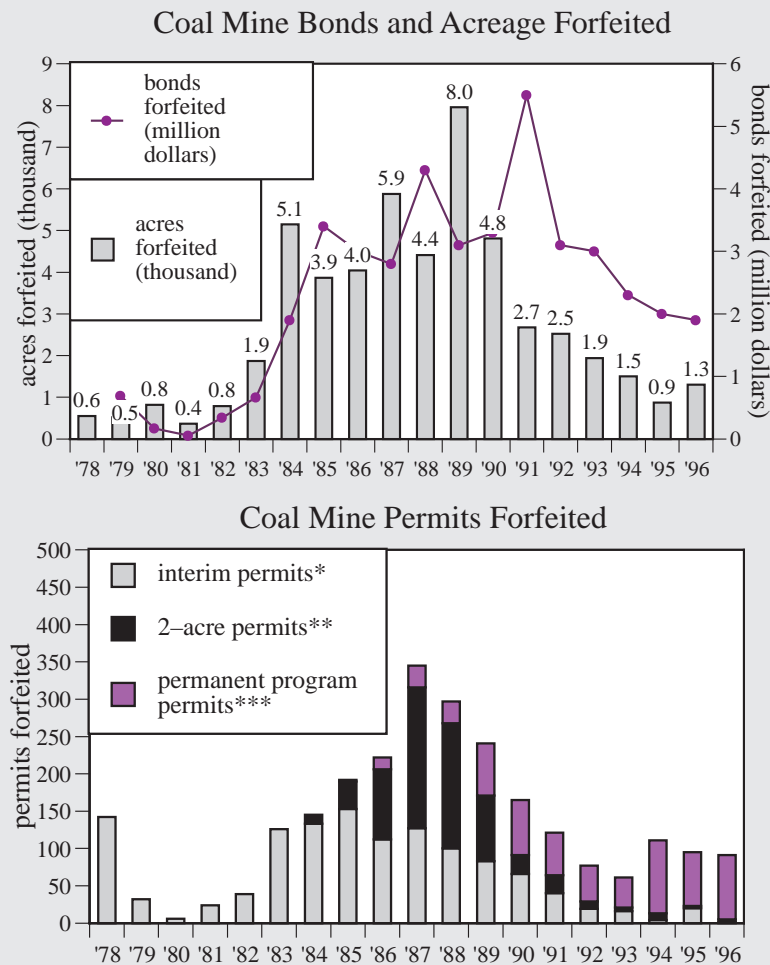 Coal Mine Bonds and Acreage Forfeited
acres forfeited (thousand)
9
8
7
6
5
4
3
2
1
0
bonds
forfeited
(million
dollars)
acres
forfeited
(thousand)
0.6
0.5
0.8
0.4
0.8
1.9
5.1
3.9
4.0
5.9
4.4
8.0
4.8
2.7
2.5
1.9
1.5
0.9
1.3
6
5
4
3
2
1
0
bonds forfeited (million dollars)
'78 '79 '80 '81 '82 '83 '84 '85 '86 '87 '88 '89 '90 '91 '92 '93 '94 '95 '96
Coal Mine Permits Forfeited
permits forfeited
500
450
400
350
300
250
200
150
100
50
0
interim permits*
2–acre permits**
permanent program
permits***
'78 '79 '80 '81 '82 '83 '84 '85 '86 '87 '88 '89 '90 '91 '92 '93 '94 '95 '96